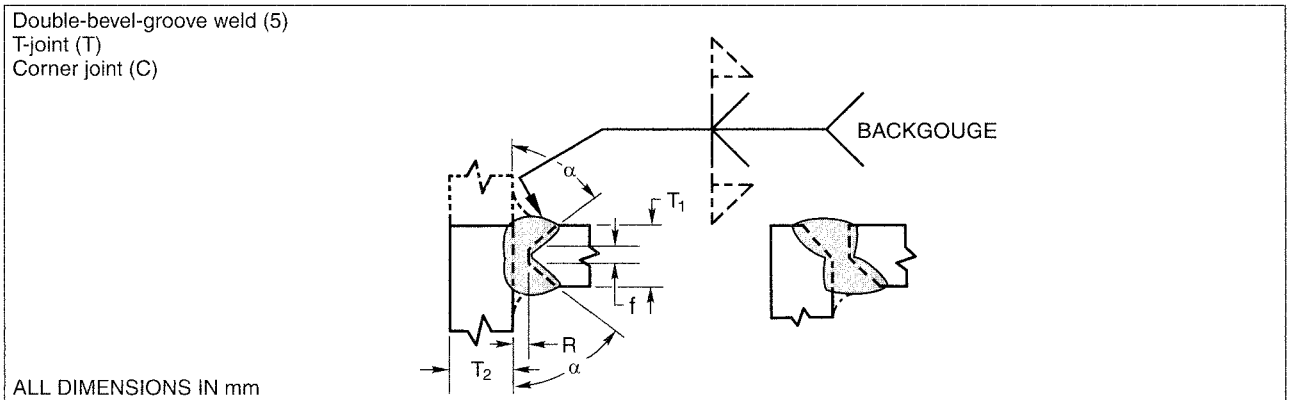 Double-bevel-groove weld (5)
T-joint (T)
Corner joint (C)
BACKGOUGE
α
T₁
f
R
T₂
α
ALL DIMENSIONS IN mm